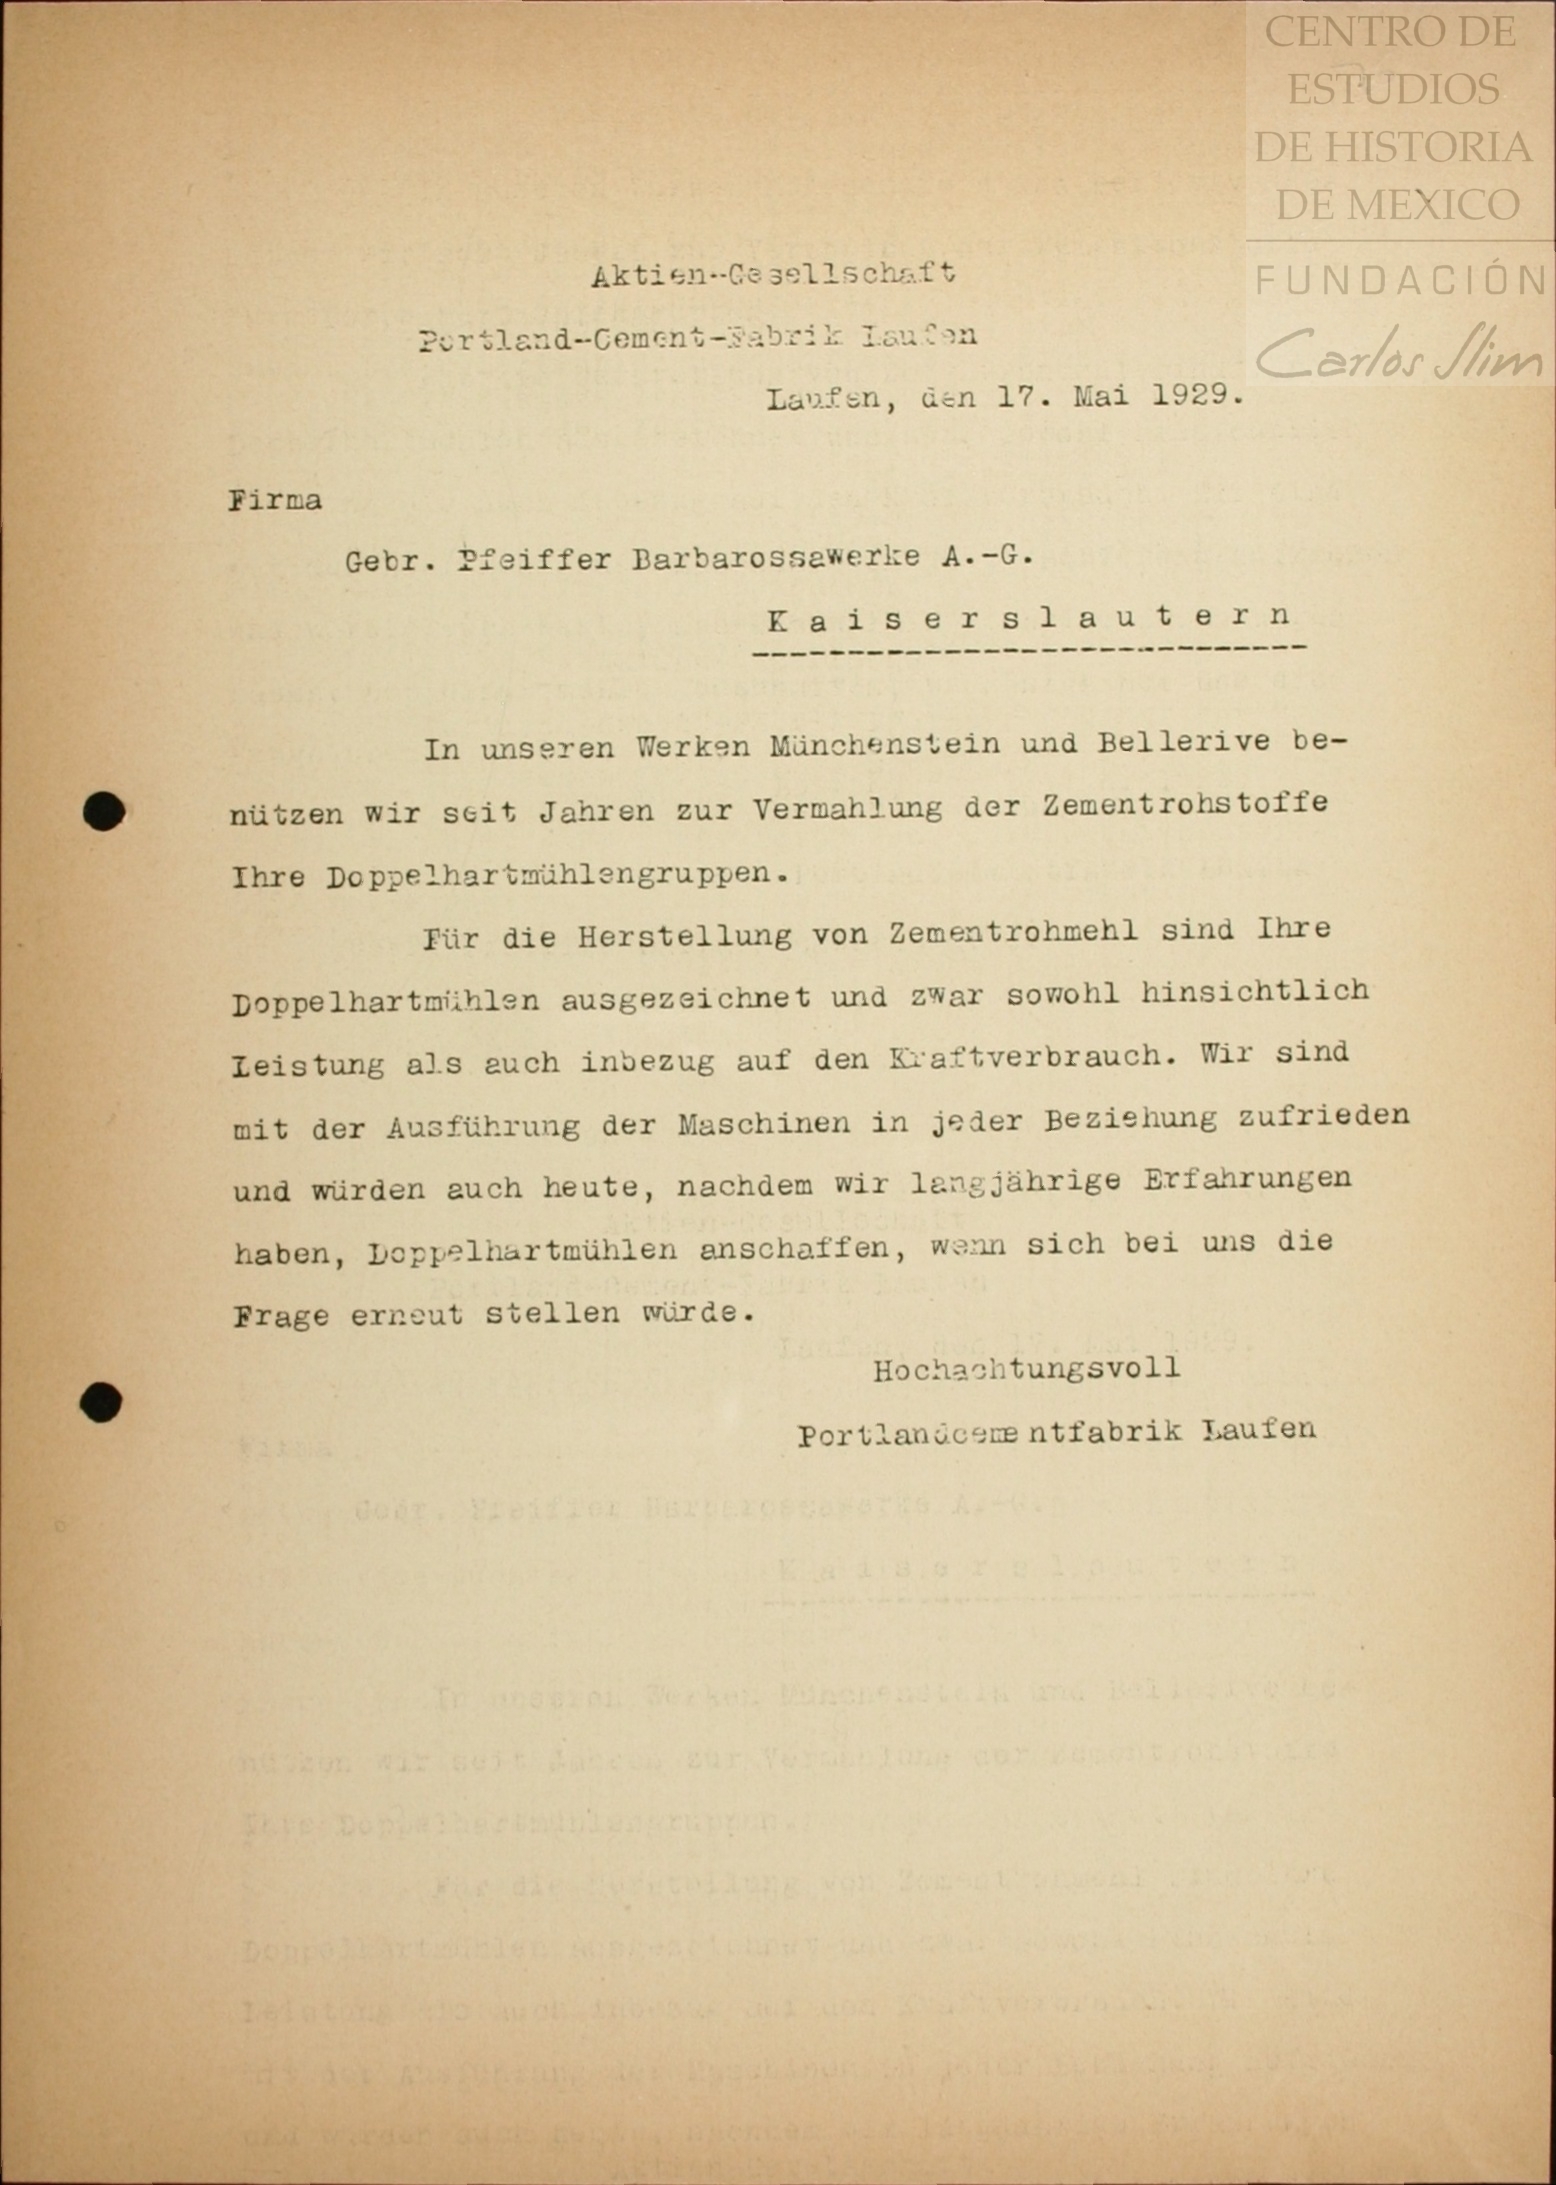 CENTRO DE
ESTUDIOS
DE HISTORIA
DE MEXICO
FUNDACIÓN
Carlos Slim
Aktien-Gesellschaft
Portland-Cement-Fabrik Laufen
Laufen, den 17. Mai 1929.
Firma
Gebr. Pfeiffer Barbarossawerke A.-G.
Kaiserslautern
In unseren Werken Münchenstein und Bellerive be-
nützen wir seit Jahren zur Vermahlung der Zementrohstoffe
Ihre Doppelhartmühlengruppen.
Für die Herstellung von Zementrohmehl sind Ihre
Doppelhartmühlen ausgezeichnet und zwar sowohl hinsichtlich
Leistung als auch inbezug auf den Kraftverbrauch. Wir sind
mit der Ausführung der Maschinen in jeder Beziehung zufrieden
und würden auch heute, nachdem wir langjährige Erfahrungen
haben, Doppelhartmühlen anschaffen, wenn sich bei uns die
Frage erneut stellen würde.
Hochachtungsvoll
Portlandcementfabrik Laufen